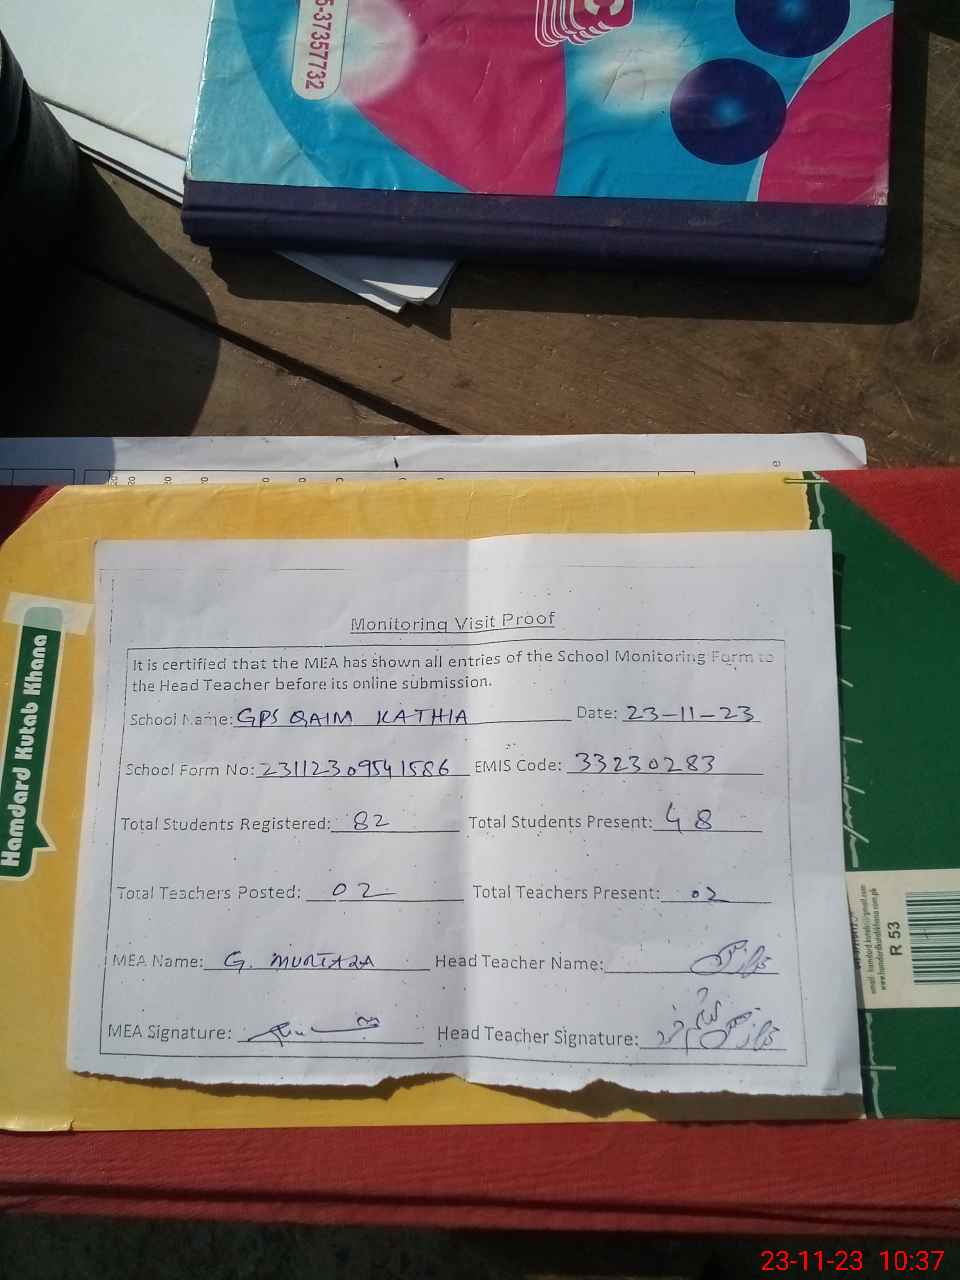 5-37357732
C
Hamdard Kutab Khana
Monitoring Visit Proof
It is certified that the MEA has shown all entries of the School Monitoring Form to
the Head Teacher before its online submission.
School Name: GPS QAIM KATHIA Date: 23-11-23
School Form No: 23112309541586 EMIS Code: 33230283
Total Students Registered: 82 Total Students Present: 48
Total Teachers Posted: 02 Total Teachers Present: 02
MEA Name: G. MURTAZA Head Teacher Name:
MEA Signature: Head Teacher Signature:
R 53
23-11-23 10:37